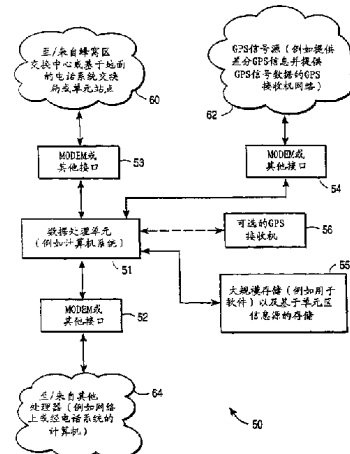 至/来自蜂窝区
交换中心或基于地面
的电话系统交换
局或单元站点
60
GPS信号源（例如提供
差分GPS信息并提供
GPS信号数据的GPS
接收机网络）
62
MODEM或
其他接口
53
MODEM或
其他接口
54
数据处理单元
（例如计算机系统）
51
可选的GPS
接收机
56
55
大规模存储（例如用于
软件）以及基于单元区
信息源的存储
MODEM或
其他接口
52
至/来自其他
处理器（例如网络
上或经电话系统的
计算机）
64
50